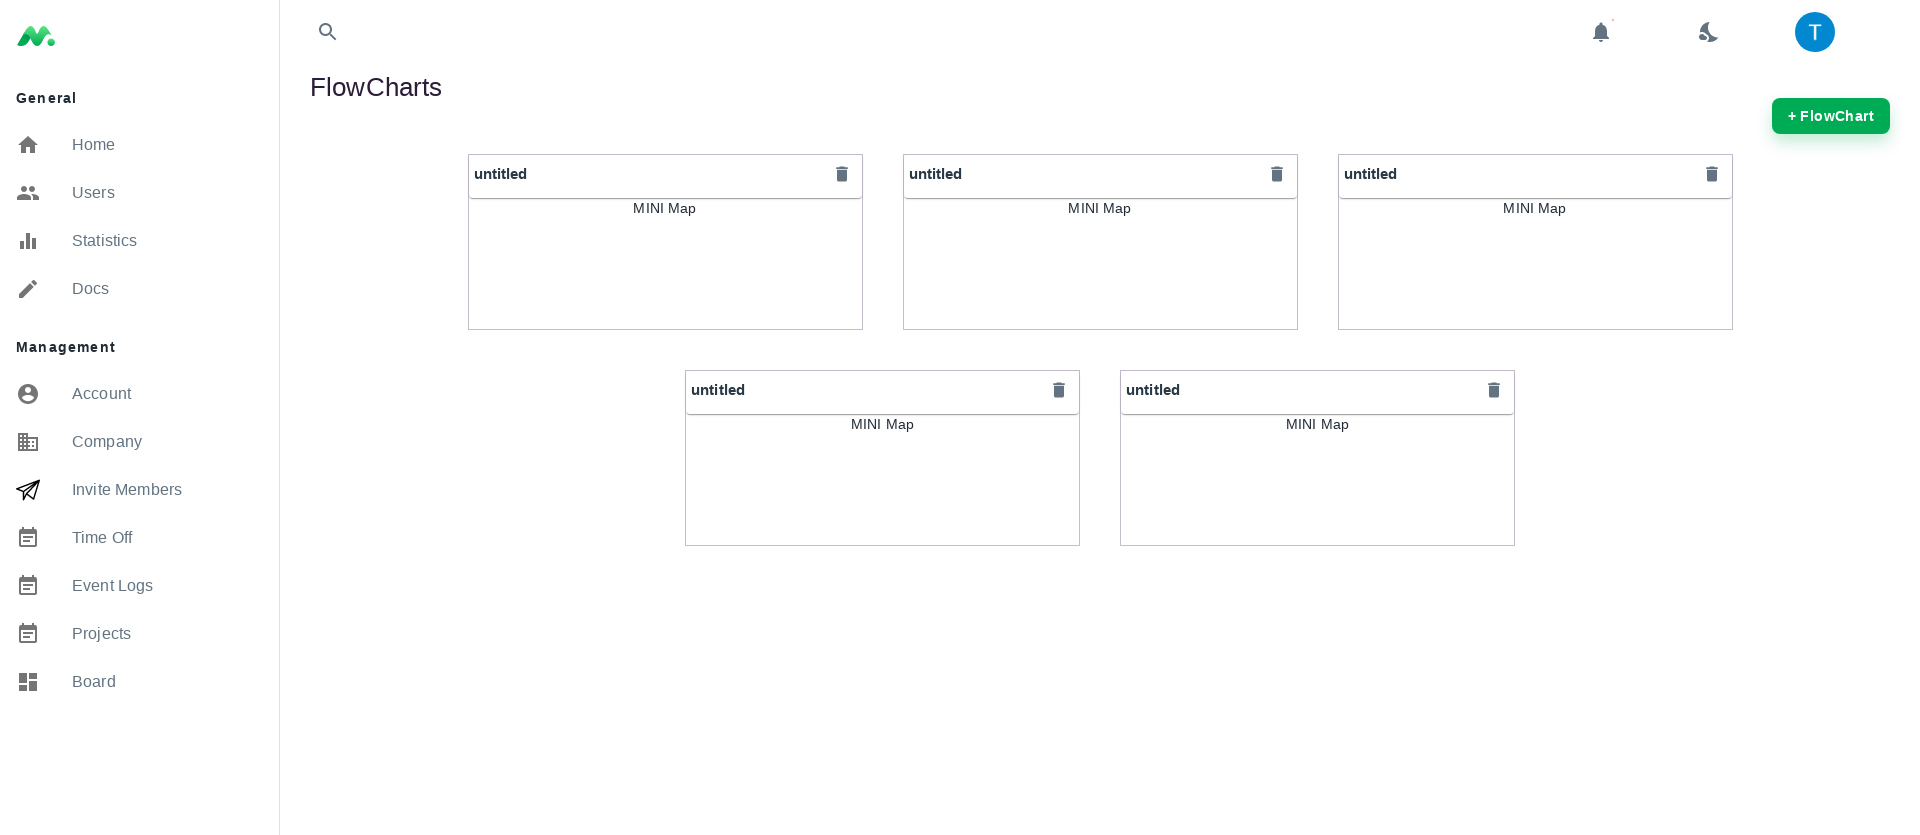 T
FlowCharts
+ FlowChart
General
Home
Users
Statistics
Docs
Management
Account
Company
Invite Members
Time Off
Event Logs
Projects
Board
untitled
MINI Map
untitled
MINI Map
untitled
MINI Map
untitled
MINI Map
untitled
MINI Map